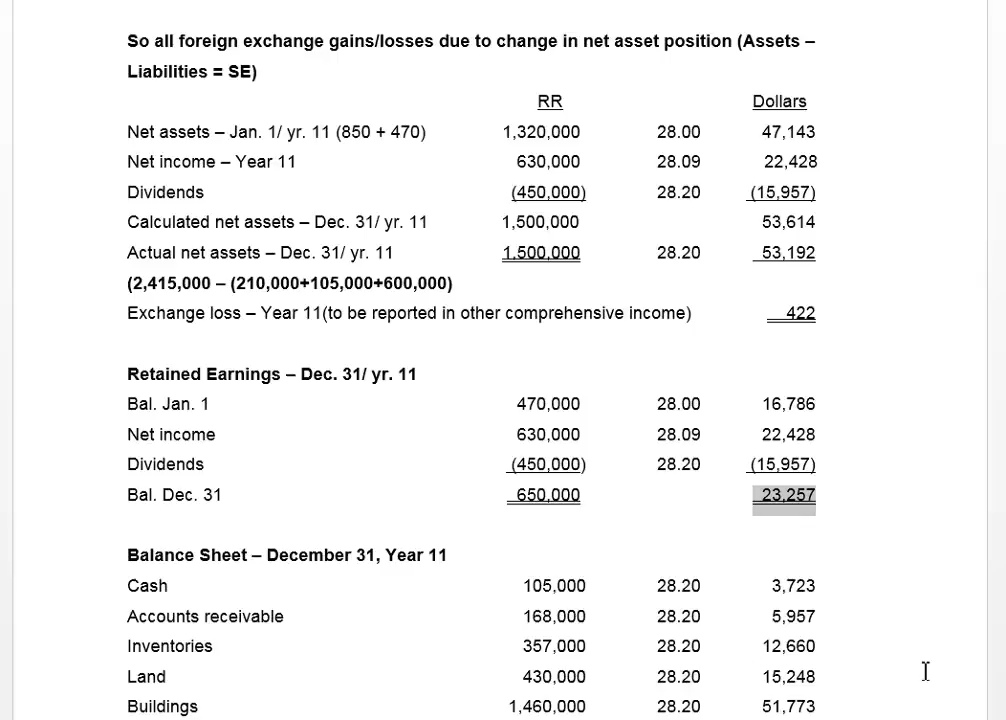 So all foreign exchange gains/losses due to change in net asset position (Assets –
Liabilities = SE)
RR Dollars
Net assets – Jan. 1/ yr. 11 (850 + 470) 1,320,000 28.00 47,143
Net income – Year 11 630,000 28.09 22,428
Dividends (450,000) 28.20 (15,957)
Calculated net assets – Dec. 31/ yr. 11 1,500,000 53,614
Actual net assets – Dec. 31/ yr. 11 1,500,000 28.20 53,192
(2,415,000 – (210,000+105,000+600,000)
Exchange loss – Year 11(to be reported in other comprehensive income) 422
Retained Earnings – Dec. 31/ yr. 11
Bal. Jan. 1 470,000 28.00 16,786
Net income 630,000 28.09 22,428
Dividends (450,000) 28.20 (15,957)
Bal. Dec. 31 650,000 23,257
Balance Sheet – December 31, Year 11
Cash 105,000 28.20 3,723
Accounts receivable 168,000 28.20 5,957
Inventories 357,000 28.20 12,660
Land 430,000 28.20 15,248
Buildings 1,460,000 28.20 51,773